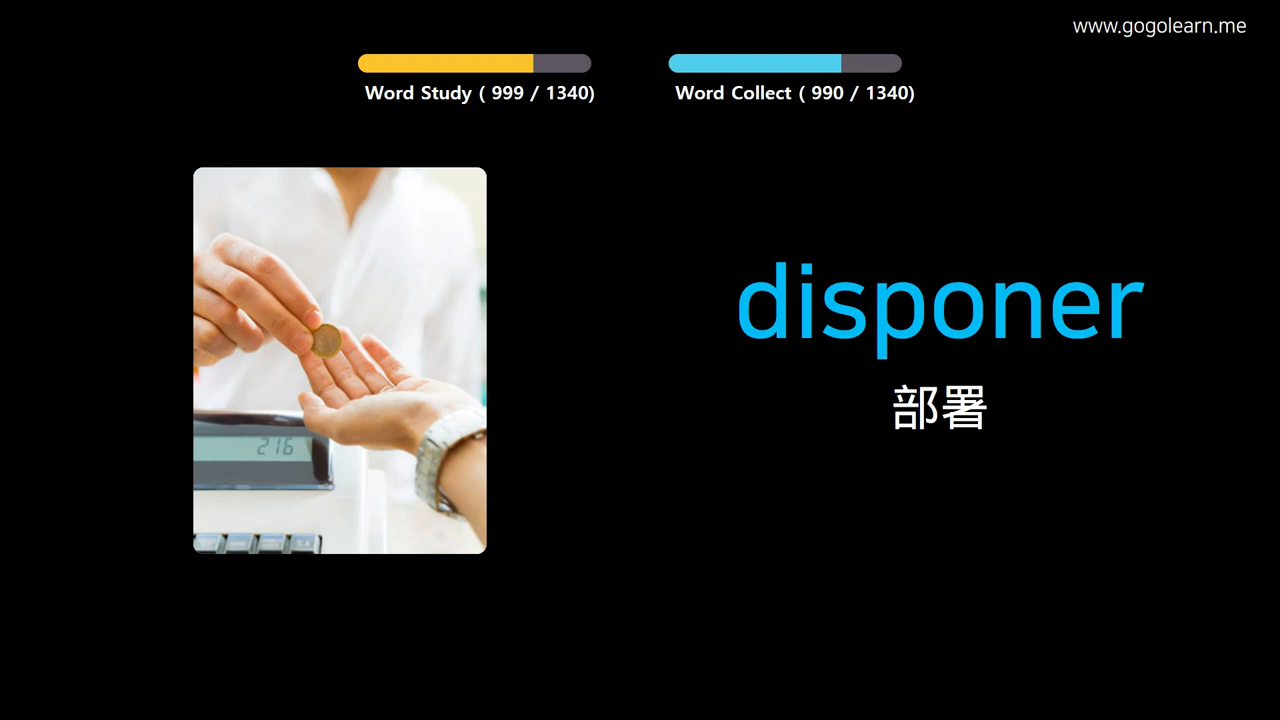 www.gogolearn.me
Word Study ( 999 / 1340)
Word Collect ( 990 / 1340)
disponer
部署
216